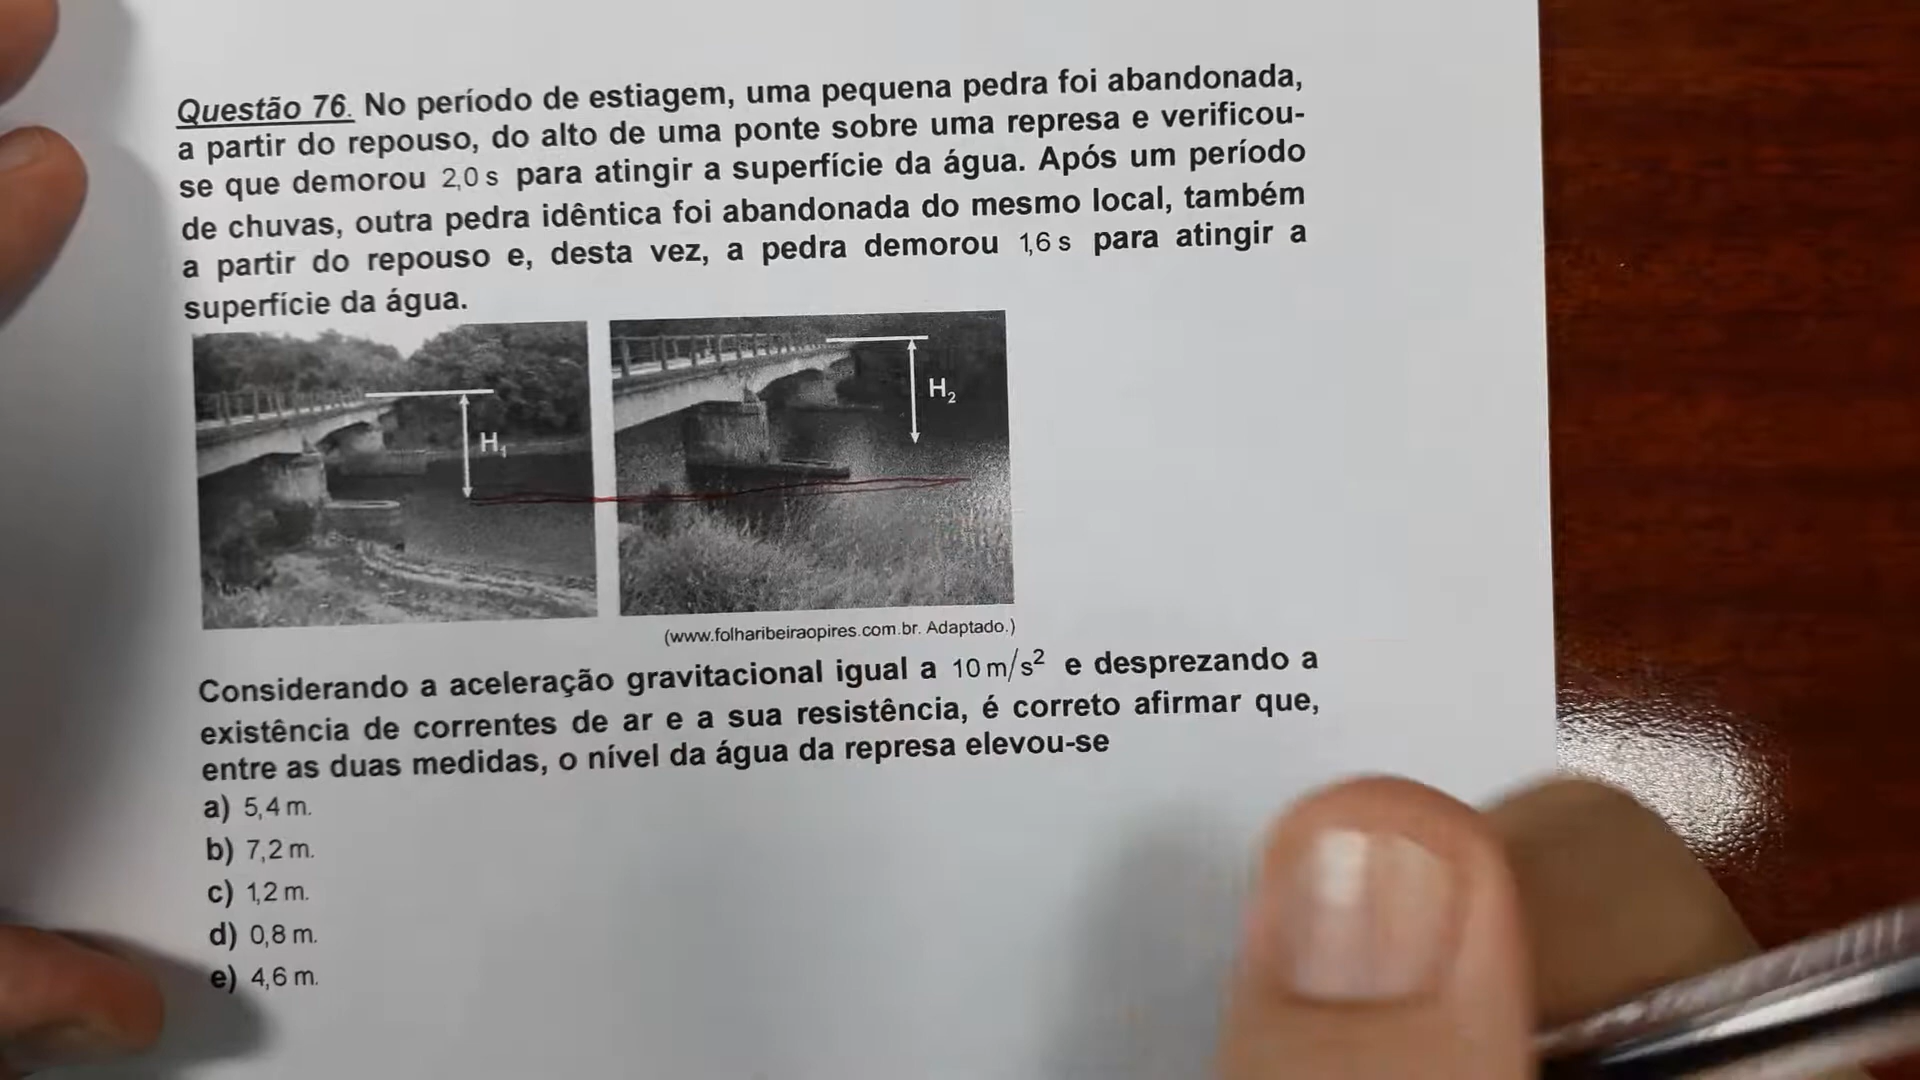 Questão 76. No período de estiagem, uma pequena pedra foi abandonada,
a partir do repouso, do alto de uma ponte sobre uma represa e verificou-
se que demorou 2,0 s para atingir a superfície da água. Após um período
de chuvas, outra pedra idêntica foi abandonada do mesmo local, também
a partir do repouso e, desta vez, a pedra demorou 1,6 s para atingir a
superfície da água.
H₁
H₂
(www.folharibeiraopires.com.br. Adaptado.)
Considerando a aceleração gravitacional igual a 10 m/s² e desprezando a
existência de correntes de ar e a sua resistência, é correto afirmar que,
entre as duas medidas, o nível da água da represa elevou-se
a) 5,4 m.
b) 7,2 m.
c) 1,2 m.
d) 0,8 m.
e) 4,6 m.